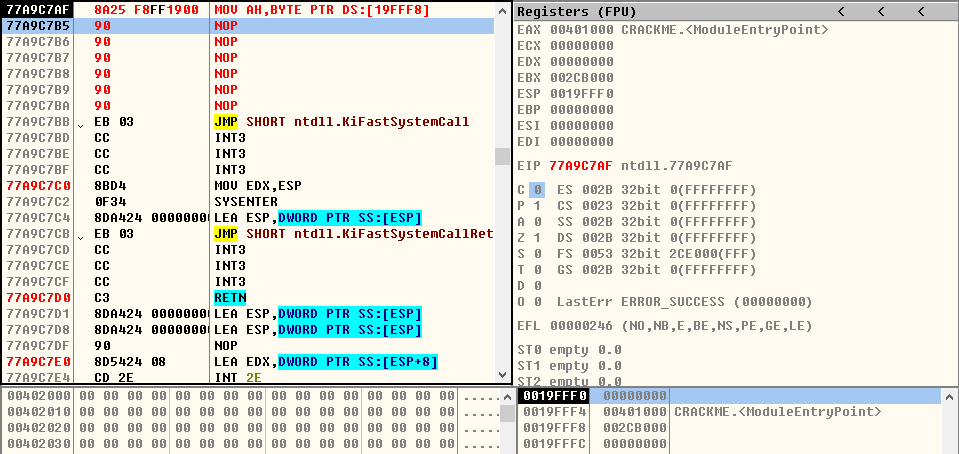 77A9C7AF 8A25 F8FF1900 MOV AH,BYTE PTR DS:[19FFF8]
77A9C7B5 90 NOP
77A9C7B6 90 NOP
77A9C7B7 90 NOP
77A9C7B8 90 NOP
77A9C7B9 90 NOP
77A9C7BA 90 NOP
77A9C7BB EB 03 JMP SHORT ntdll.KiFastSystemCall
77A9C7BD CC INT3
77A9C7BE CC INT3
77A9C7BF CC INT3
77A9C7C0 8BD4 MOV EDX,ESP
77A9C7C2 0F34 SYSENTER
77A9C7C4 8DA424 0000000 LEA ESP,DWORD PTR SS:[ESP]
77A9C7CB EB 03 JMP SHORT ntdll.KiFastSystemCallRet
77A9C7CD CC INT3
77A9C7CE CC INT3
77A9C7CF CC INT3
77A9C7D0 C3 RETN
77A9C7D1 8DA424 0000000 LEA ESP,DWORD PTR SS:[ESP]
77A9C7D8 8DA424 0000000 LEA ESP,DWORD PTR SS:[ESP]
77A9C7DF 90 NOP
77A9C7E0 8D5424 08 LEA EDX,DWORD PTR SS:[ESP+8]
77A9C7E4 CD 2E INT 2E
Registers (FPU) < < <
EAX 00401000 CRACKME.<ModuleEntryPoint>
ECX 00000000
EDX 00000000
EBX 002CB000
ESP 0019FFF0
EBP 00000000
ESI 00000000
EDI 00000000
EIP 77A9C7AF ntdll.77A9C7AF
C 0 ES 002B 32bit 0(FFFFFFFF)
P 1 CS 0023 32bit 0(FFFFFFFF)
A 0 SS 002B 32bit 0(FFFFFFFF)
Z 1 DS 002B 32bit 0(FFFFFFFF)
S 0 FS 0053 32bit 2CE000(FFF)
T 0 GS 002B 32bit 0(FFFFFFFF)
D 0
O 0 LastErr ERROR_SUCCESS (00000000)
EFL 00000246 (NO,NB,E,BE,NS,PE,GE,LE)
ST0 empty 0.0
ST1 empty 0.0
ST2 empty 0.0
00402000 00 00 00 00 00 00 00 00 00 00 00 00 00 00 00 00 .....
00402010 00 00 00 00 00 00 00 00 00 00 00 00 00 00 00 00 .....
00402020 00 00 00 00 00 00 00 00 00 00 00 00 00 00 00 00 .....
00402030 00 00 00 00 00 00 00 00 00 00 00 00 00 00 00 00 .....
0019FFF0 00000000
0019FFF4 00401000 CRACKME.<ModuleEntryPoint>
0019FFF8 002CB000
0019FFFC 00000000